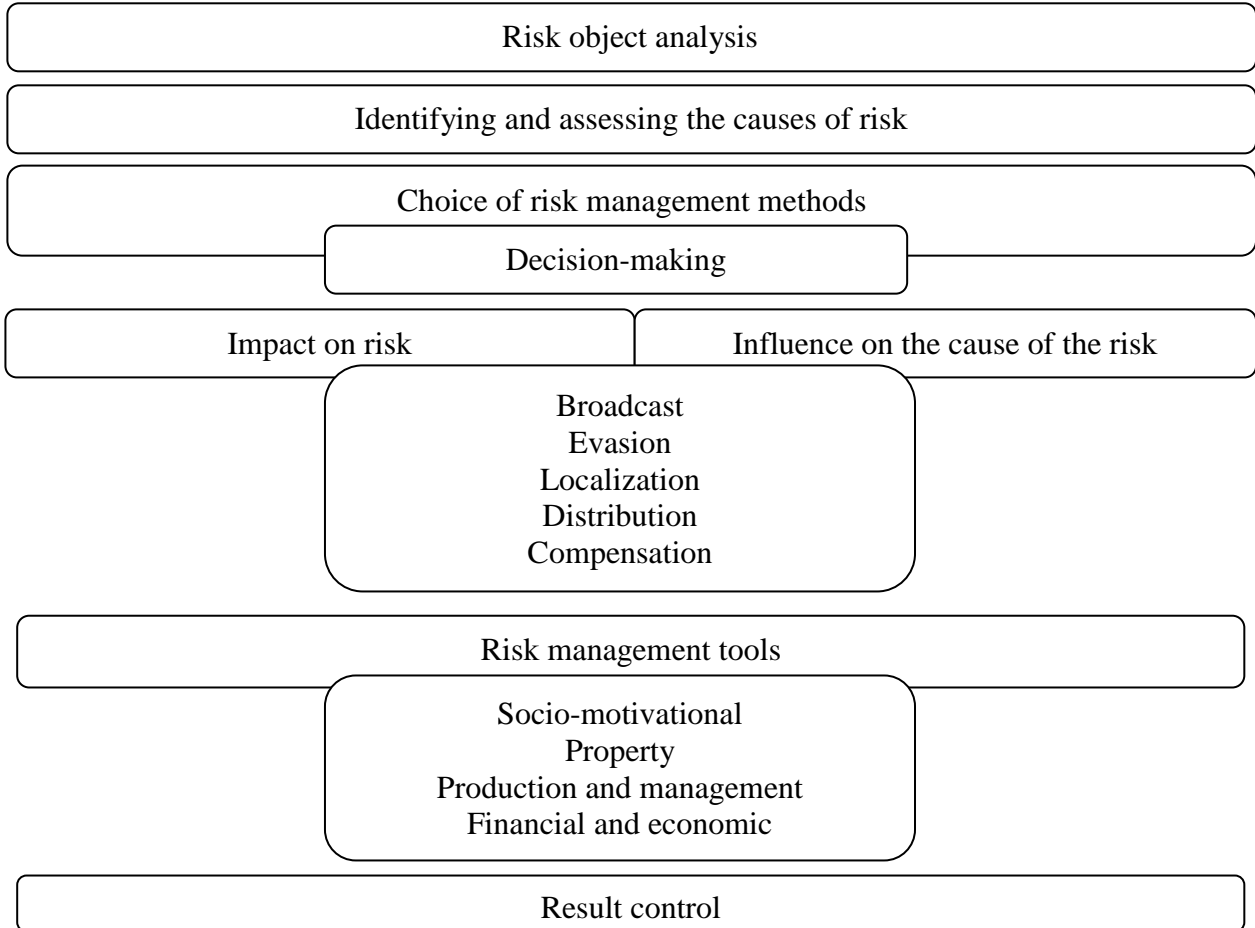 Risk object analysis
Identifying and assessing the causes of risk
Choice of risk management methods
Decision-making
Impact on risk
Influence on the cause of the risk
Broadcast
Evasion
Localization
Distribution
Compensation
Risk management tools
Socio-motivational
Property
Production and management
Financial and economic
Result control